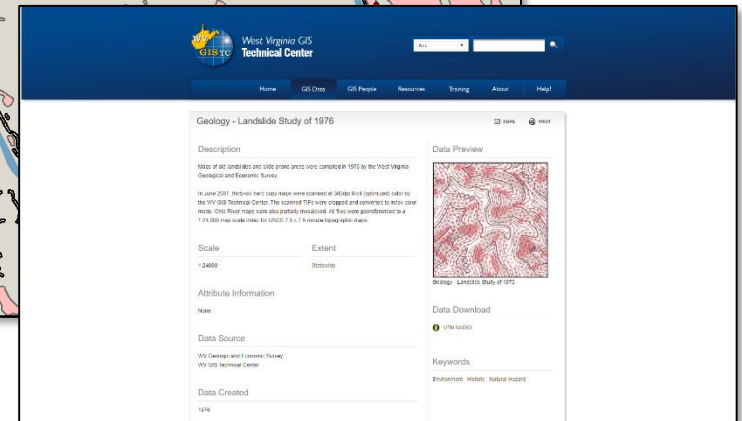 WV
GISTC
West Virginia GIS
Technical Center
ALL
Home GIS Data GIS People Resources Training About Help!
Geology - Landslide Study of 1976
EMAIL PRINT
Description
Maps of old landslides and slide-prone areas were compiled in 1976 by the West Virginia
Geological and Economic Survey.
In June 2007, thirty-six hard copy maps were scanned at 300dpi 8-bit (optimized) color by
the WV GIS Technical Center. The scanned TIFs were cropped and converted to index color
mode. Ohio River maps were also partially mosaicked. All files were georeferenced to a
1:24,000 map scale index for USGS 7.5 x 7.5 minute topographic maps.
Scale
1:24000
Extent
Statewide
Attribute Information
None
Data Source
WV Geologic and Economic Survey
WV GIS Technical Center
Data Created
1976
Data Preview
Geology - Landslide Study of 1976
Data Download
UTM NAD83
Keywords
Environment Historic Natural Hazard